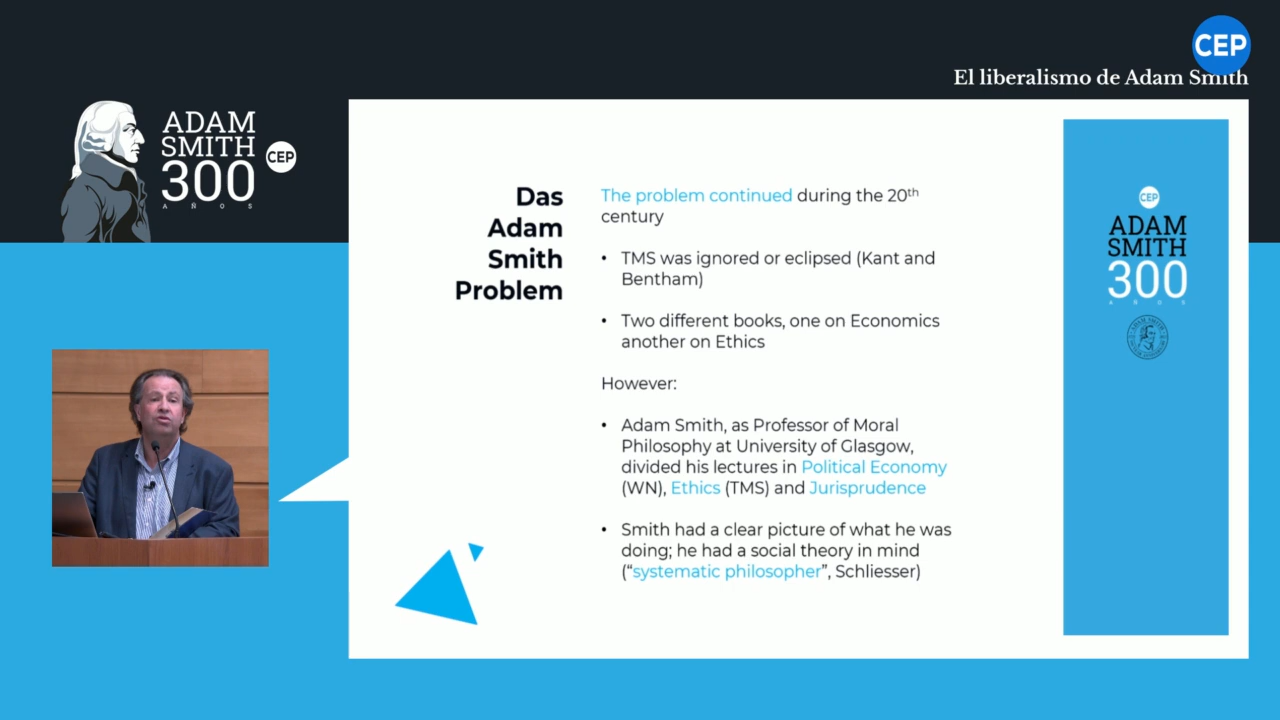 CEP
El liberalismo de Adam Smith
ADAM
SMITH
300
AÑOS
CEP
Das
Adam
Smith
Problem
The problem continued during the 20th
century
• TMS was ignored or eclipsed (Kant and
Bentham)
• Two different books, one on Economics
another on Ethics
However:
• Adam Smith, as Professor of Moral
Philosophy at University of Glasgow,
divided his lectures in Political Economy
(WN), Ethics (TMS) and Jurisprudence
• Smith had a clear picture of what he was
doing; he had a social theory in mind
(“systematic philosopher”, Schliesser)
CEP
ADAM
SMITH
300
AÑOS